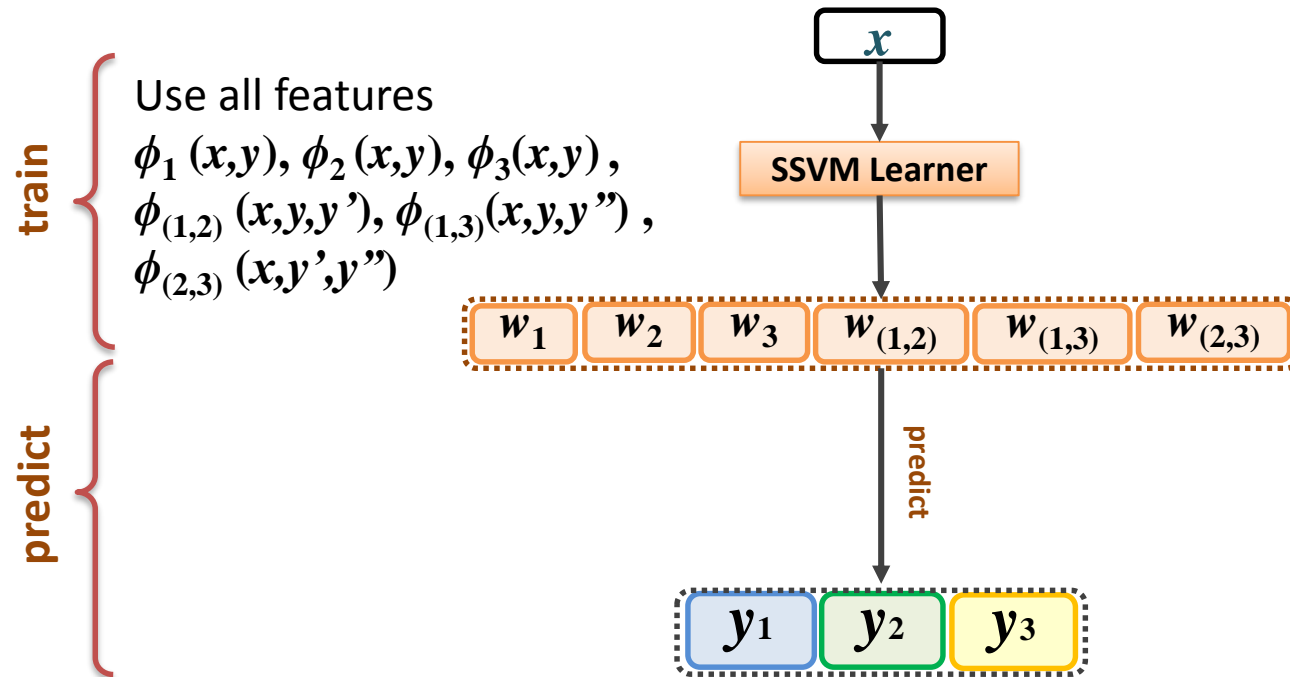 x
train
Use all features
ϕ1 (x,y), ϕ2 (x,y), ϕ3(x,y) ,
ϕ(1,2) (x,y,y’), ϕ(1,3)(x,y,y”) ,
ϕ(2,3) (x,y’,y”)
SSVM Learner
w1 w2 w3 w(1,2) w(1,3) w(2,3)
predict
predict
y1 y2 y3